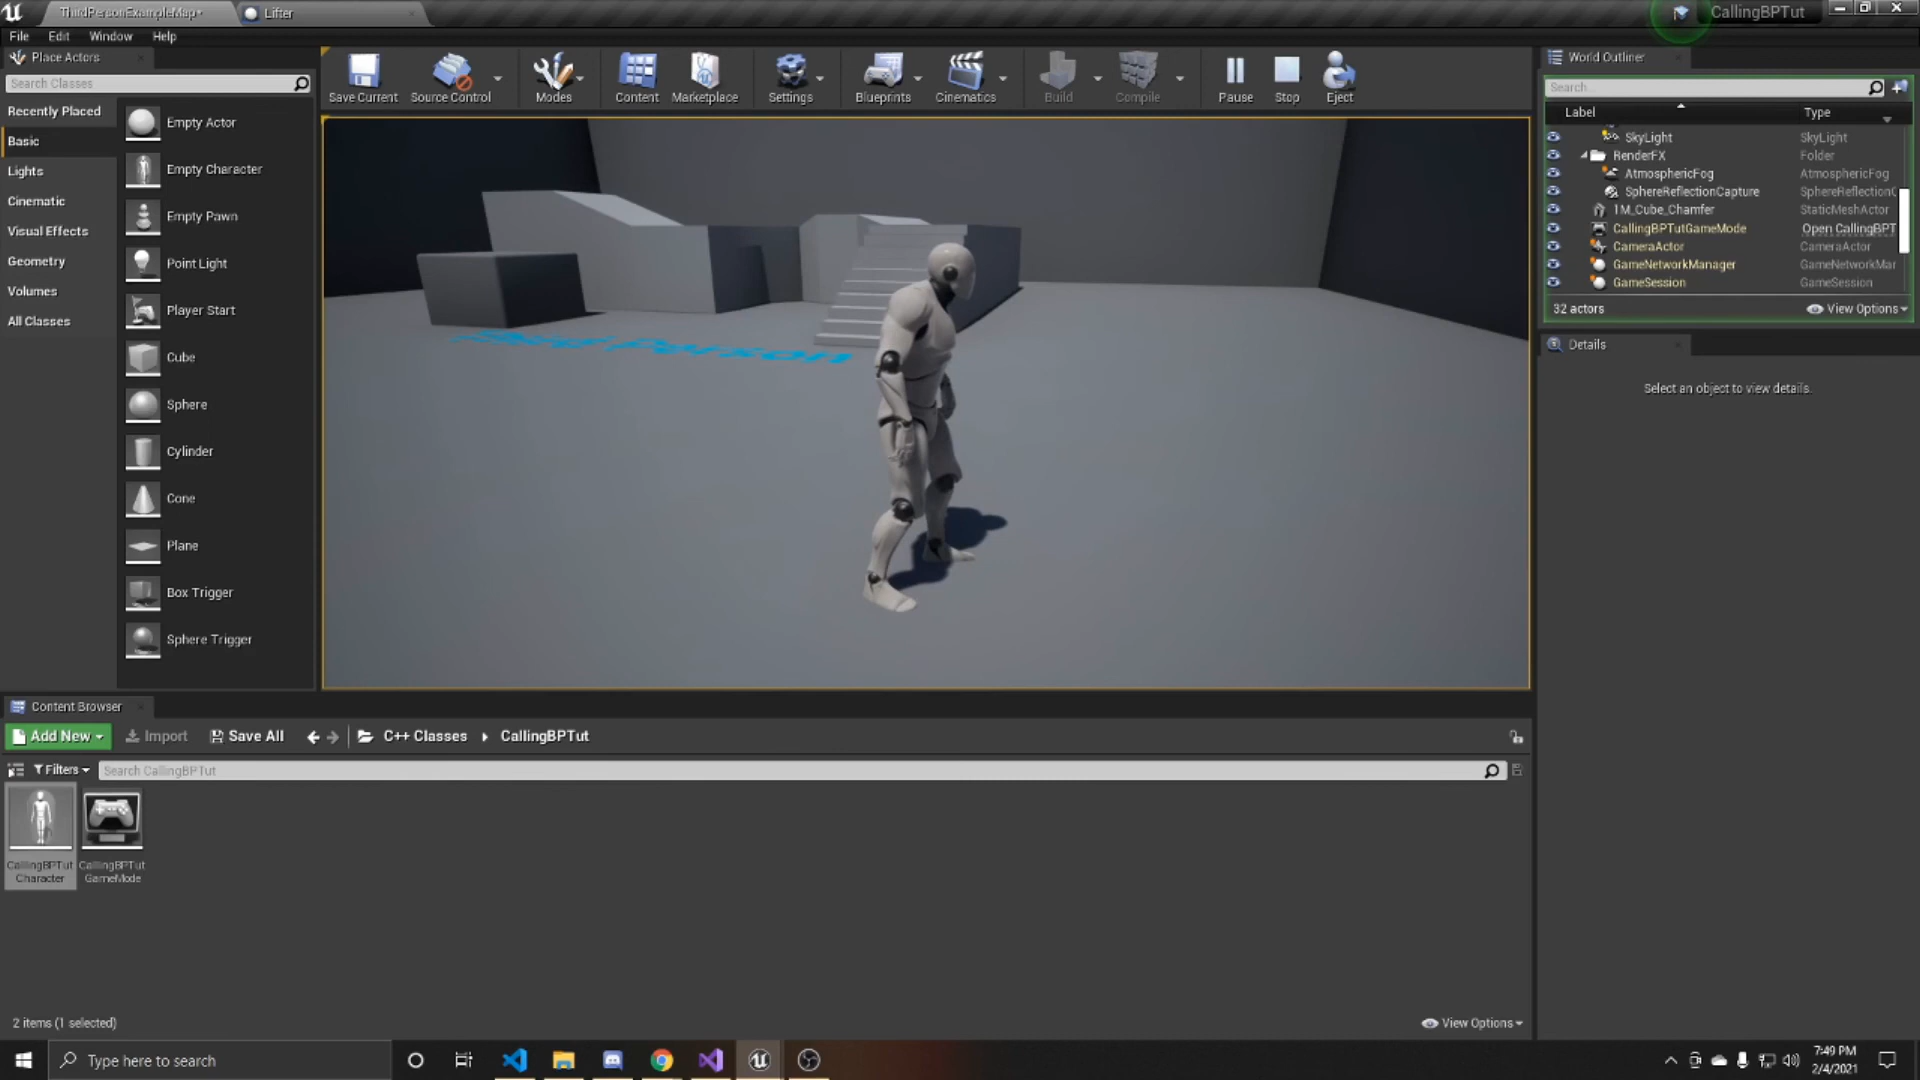 ThirdPersonExampleMap*
Lifter
CallingBPTut
File Edit Window Help
Place Actors
Search Classes
Recently Placed
Basic
Lights
Cinematic
Visual Effects
Geometry
Volumes
All Classes
Empty Actor
Empty Character
Empty Pawn
Point Light
Player Start
Cube
Sphere
Cylinder
Cone
Plane
Box Trigger
Sphere Trigger
Save Current
Source Control
Modes
Content
Marketplace
Settings
Blueprints
Cinematics
Build
Compile
Pause
Stop
Eject
World Outliner
Search...
Label Type
SkyLight SkyLight
RenderFX Folder
AtmosphericFog AtmosphericFog
SphereReflectionCapture SphereReflectionC
1M_Cube_Chamfer StaticMeshActor
CallingBPTutGameMode Open CallingBPT
CameraActor CameraActor
GameNetworkManager GameNetworkMar
GameSession GameSession
32 actors
View Options
Details
Select an object to view details.
Content Browser
Add New
Import
Save All
C++ Classes
CallingBPTut
Filters
Search CallingBPTut
CallingBPTut
Character
CallingBPTut
GameMode
2 items (1 selected)
View Options
Type here to search
7:49 PM
2/4/2021